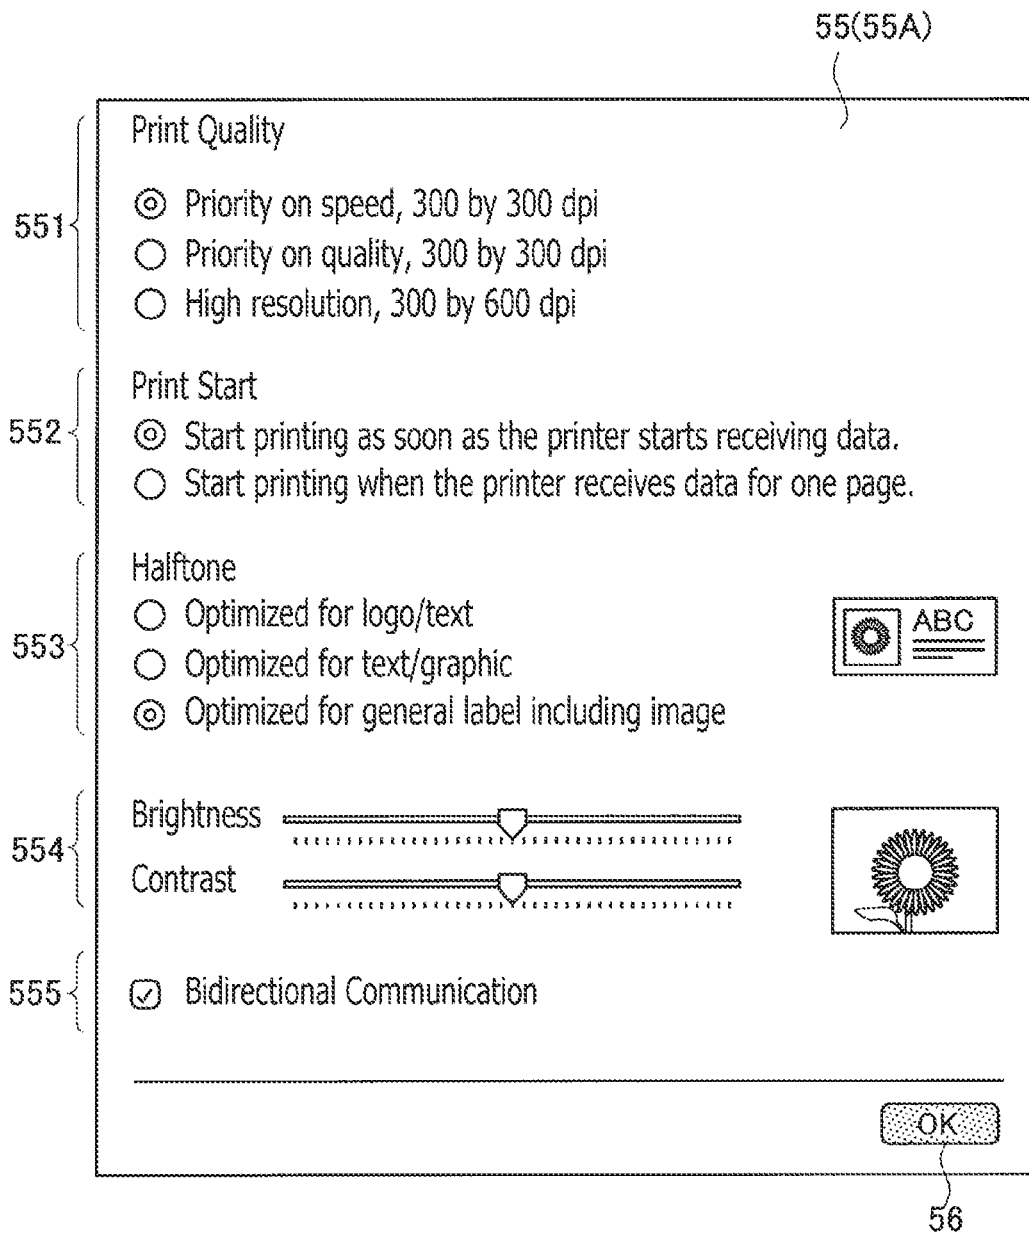 55(55A)
551
Print Quality
Priority on speed, 300 by 300 dpi
Priority on quality, 300 by 300 dpi
High resolution, 300 by 600 dpi
552
Print Start
Start printing as soon as the printer starts receiving data.
Start printing when the printer receives data for one page.
553
Halftone
Optimized for logo/text
Optimized for text/graphic
Optimized for general label including image
ABC
554
Brightness
Contrast
555
Bidirectional Communication
OK
56